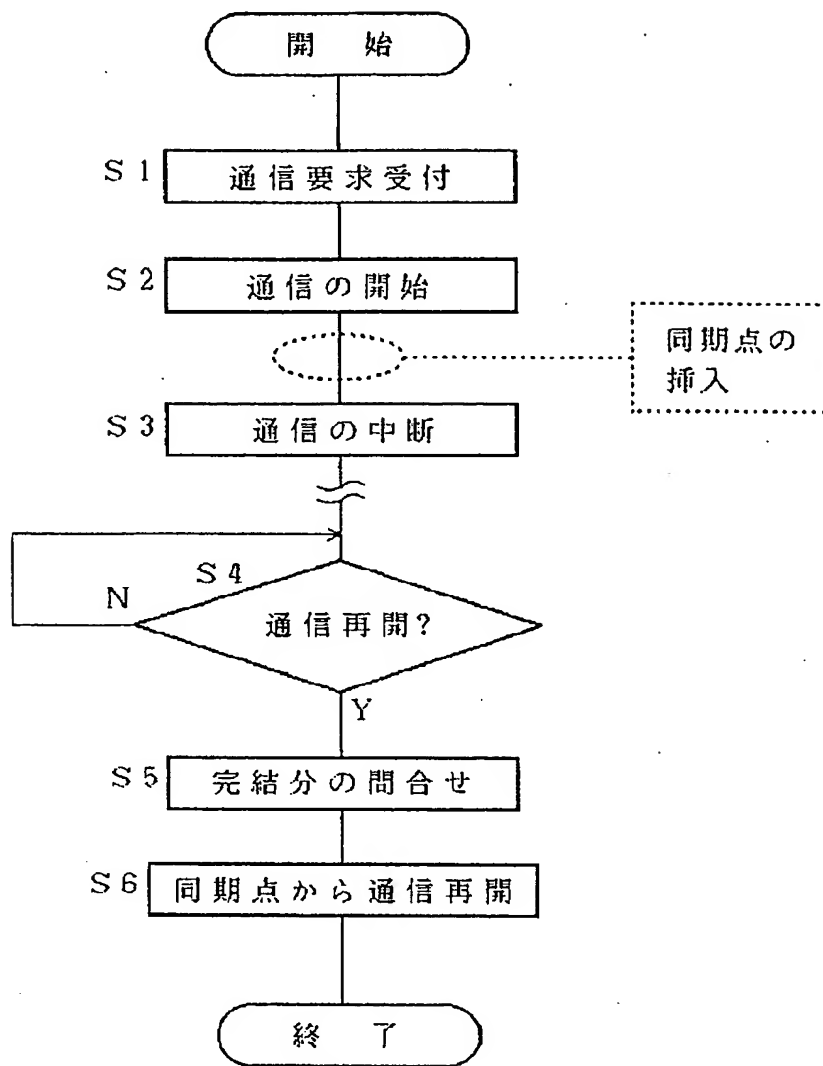 開 始
S1 通信要求受付
S2 通信の開始
同期点の
挿入
S3 通信の中断
S4
N 通信再開?
Y
S5 完結分の問合せ
S6 同期点から通信再開
終 了